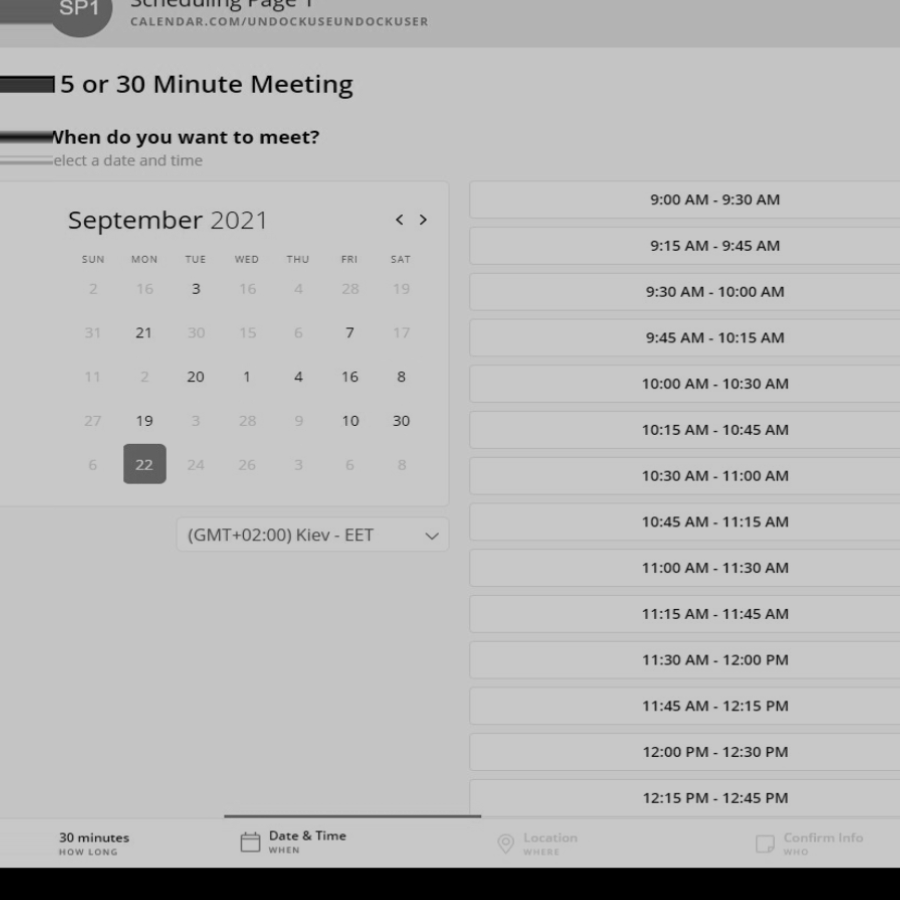 SP1
Scheduling Page 1
CALENDAR.COM/UNDOCKUSEUNDOCKUSER
5 or 30 Minute Meeting
When do you want to meet?
elect a date and time
September 2021
SUN MON TUE WED THU FRI SAT
2 16 3 16 4 28 19
31 21 30 15 6 7 17
11 2 20 1 4 16 8
27 19 3 28 9 10 30
6 22 24 26 3 6 8
(GMT+02:00) Kiev - EET
9:00 AM - 9:30 AM
9:15 AM - 9:45 AM
9:30 AM - 10:00 AM
9:45 AM - 10:15 AM
10:00 AM - 10:30 AM
10:15 AM - 10:45 AM
10:30 AM - 11:00 AM
10:45 AM - 11:15 AM
11:00 AM - 11:30 AM
11:15 AM - 11:45 AM
11:30 AM - 12:00 PM
11:45 AM - 12:15 PM
12:00 PM - 12:30 PM
12:15 PM - 12:45 PM
30 minutes
HOW LONG
Date & Time
WHEN
Location
WHERE
Confirm Info
WHO